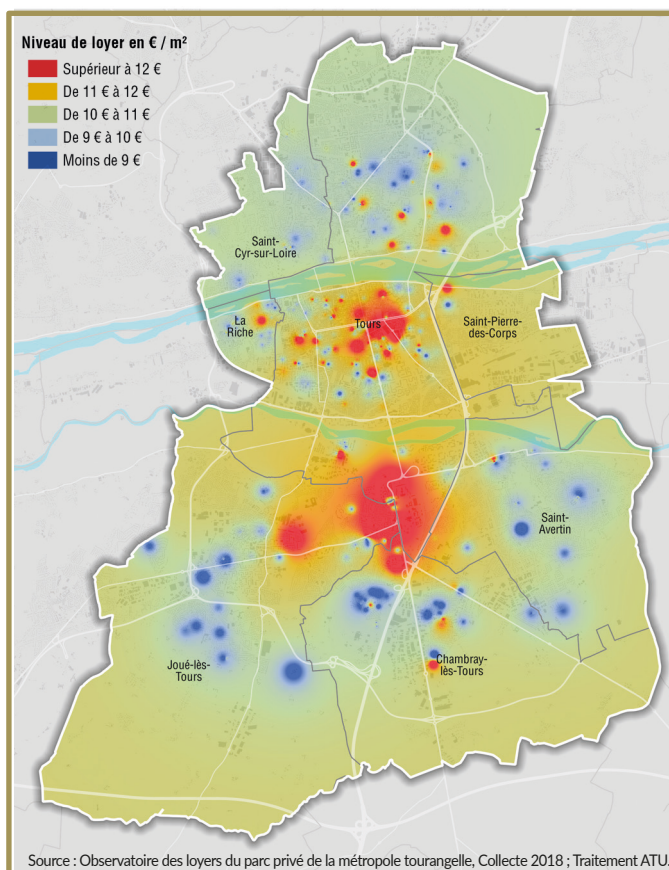 Niveau de loyer en € / m²
Supérieur à 12 €
De 11 € à 12 €
De 10 € à 11 €
De 9 € à 10 €
Moins de 9 €
Saint-
Cyr-sur-Loire
La
Riche
Tours
Saint-Pierre-
des-Corps
Saint-
Avertin
Joué-lès-
Tours
Chambray-
lès-Tours
Source : Observatoire des loyers du parc privé de la métropole tourangelle, Collecte 2018 ; Traitement ATU.